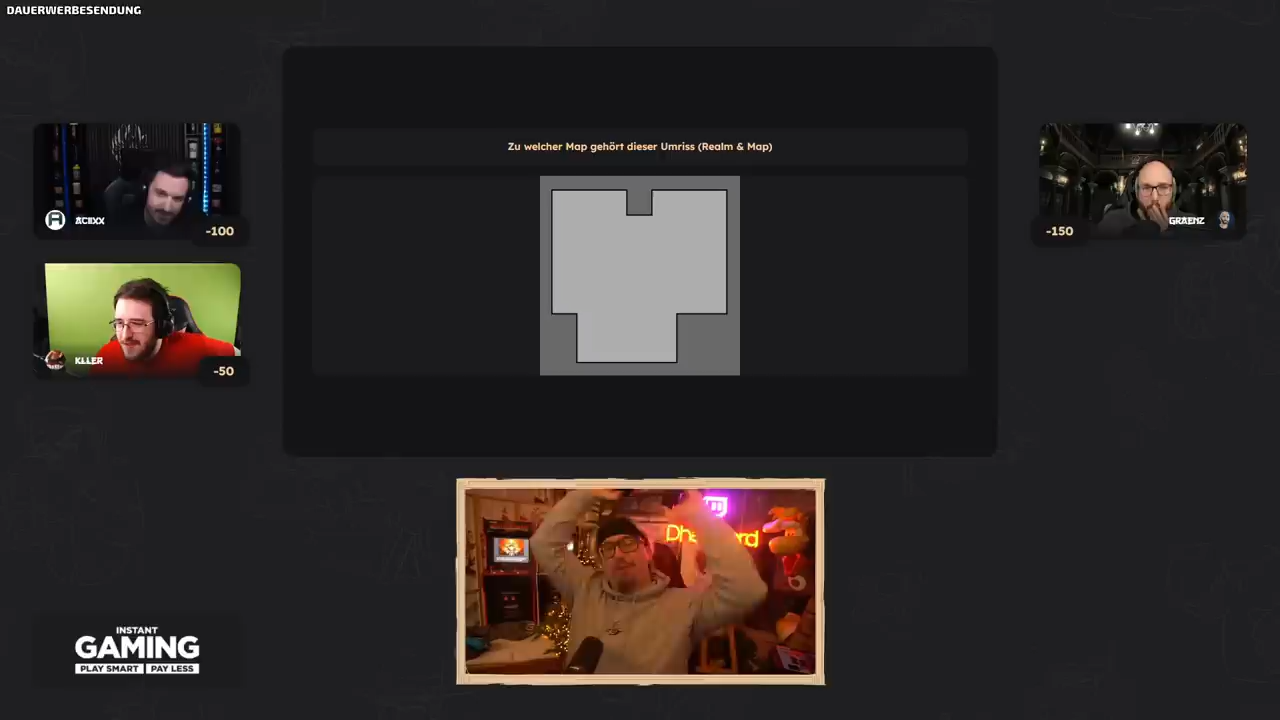 DAUERWERBESENDUNG
Zu welcher Map gehört dieser Umriss (Realm & Map)
ACIIXX
-100
GRAENZ
-150
KLLER
-50
INSTANT
GAMING
PLAY SMART | PAY LESS